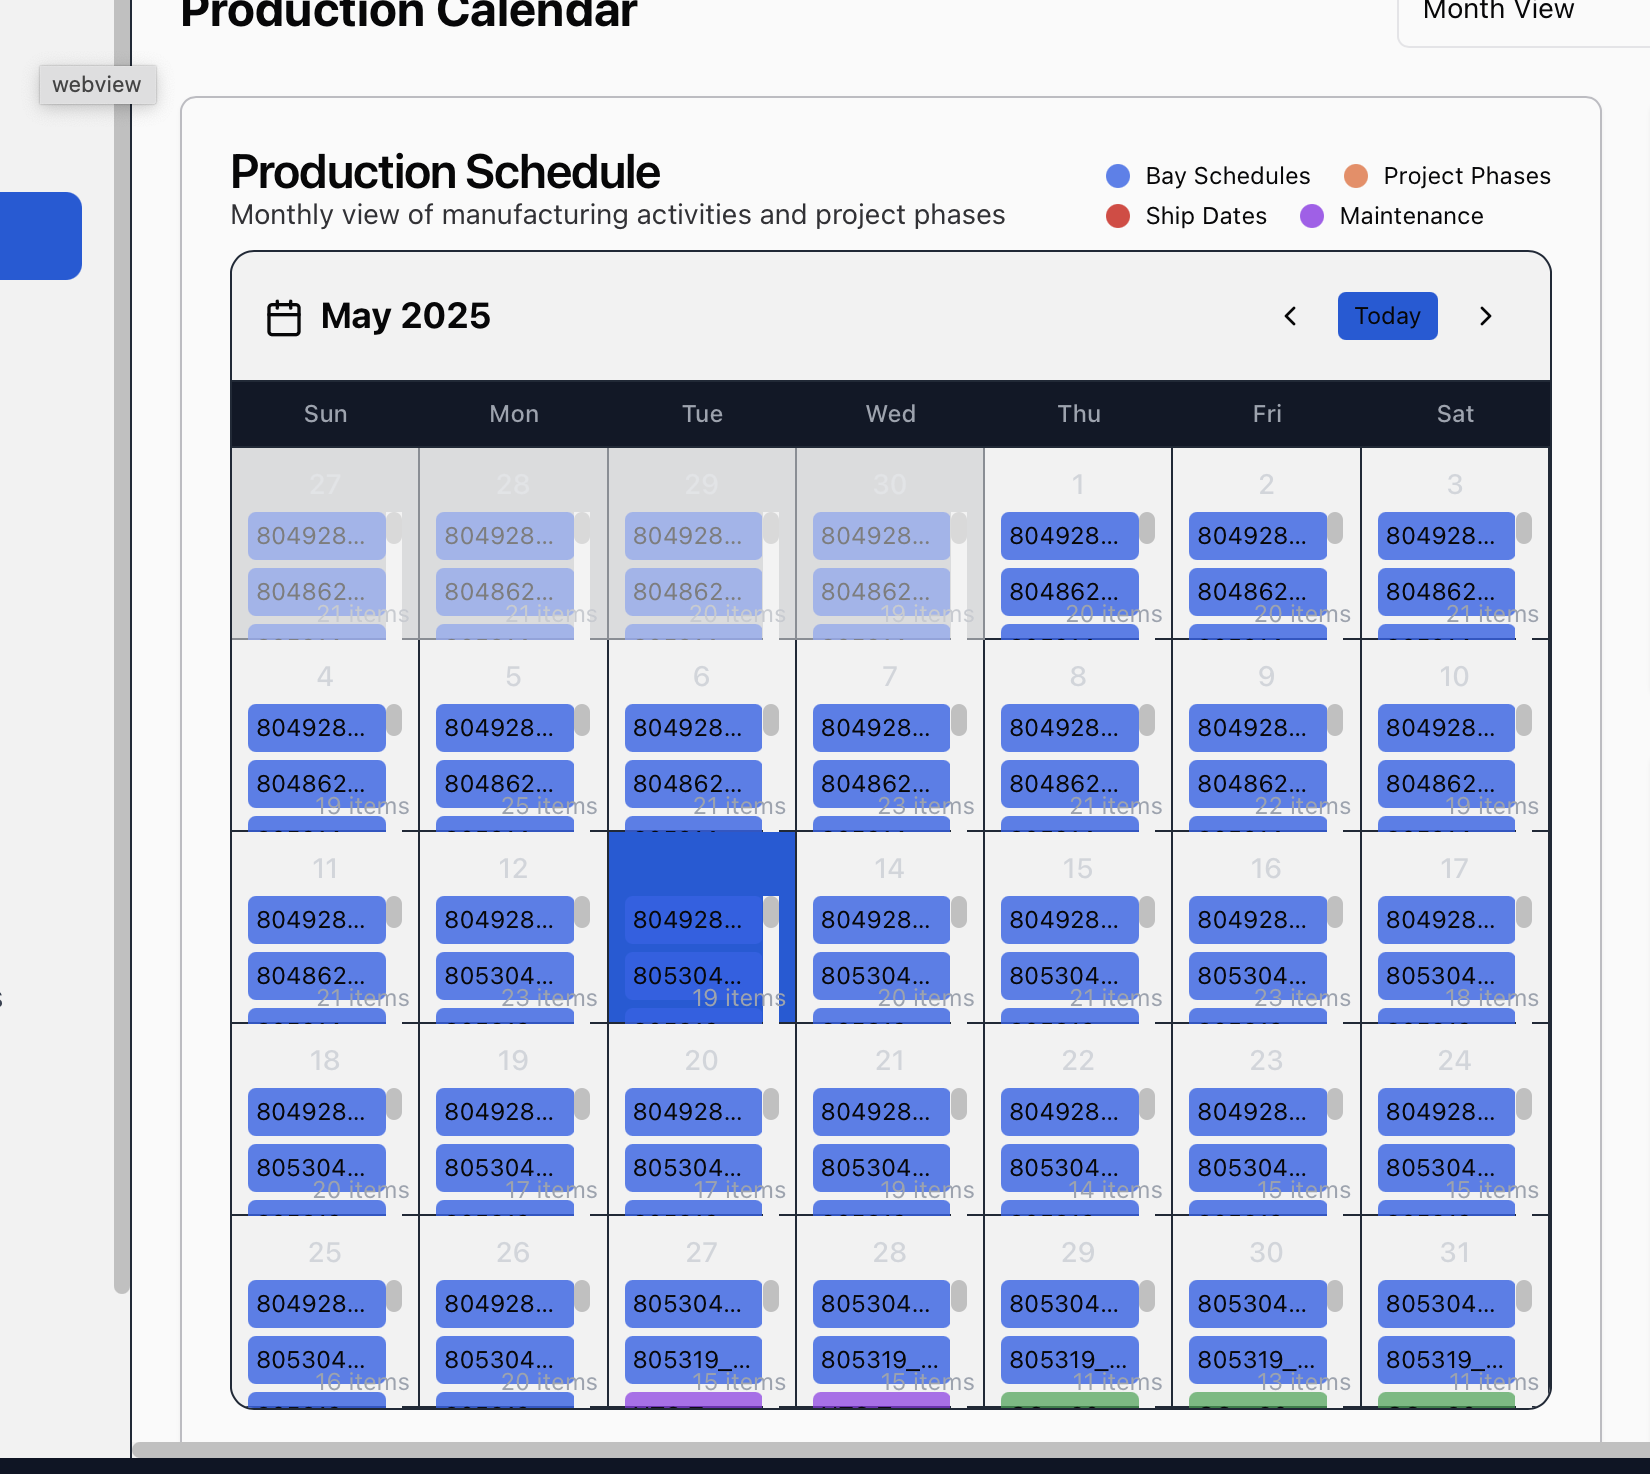 Production Calendar
Month View
webview
Production Schedule
Monthly view of manufacturing activities and project phases
Bay Schedules
Project Phases
Ship Dates
Maintenance
May 2025
Today
Sun Mon Tue Wed Thu Fri Sat
27 28 29 30 1 2 3
804928... 804928... 804928... 804928... 804928... 804928... 804928...
804862... 804862... 804862... 804862... 804862... 804862... 804862...
21 items 21 items 20 items 19 items 20 items 20 items 21 items
4 5 6 7 8 9 10
804928... 804928... 804928... 804928... 804928... 804928... 804928...
804862... 804862... 804862... 804862... 804862... 804862... 804862...
19 items 25 items 21 items 23 items 21 items 22 items 19 items
11 12 14 15 16 17
804928... 804928... 804928... 804928... 804928... 804928... 804928...
804862... 805304... 805304... 805304... 805304... 805304... 805304...
21 items 23 items 19 items 20 items 21 items 23 items 18 items
18 19 20 21 22 23 24
804928... 804928... 804928... 804928... 804928... 804928... 804928...
805304... 805304... 805304... 805304... 805304... 805304... 805304...
20 items 17 items 17 items 19 items 14 items 15 items 15 items
25 26 27 28 29 30 31
804928... 804928... 805304... 805304... 805304... 805304... 805304...
805304... 805304... 805319_... 805319_... 805319_... 805319_... 805319_...
16 items 20 items 15 items 15 items 11 items 13 items 11 items